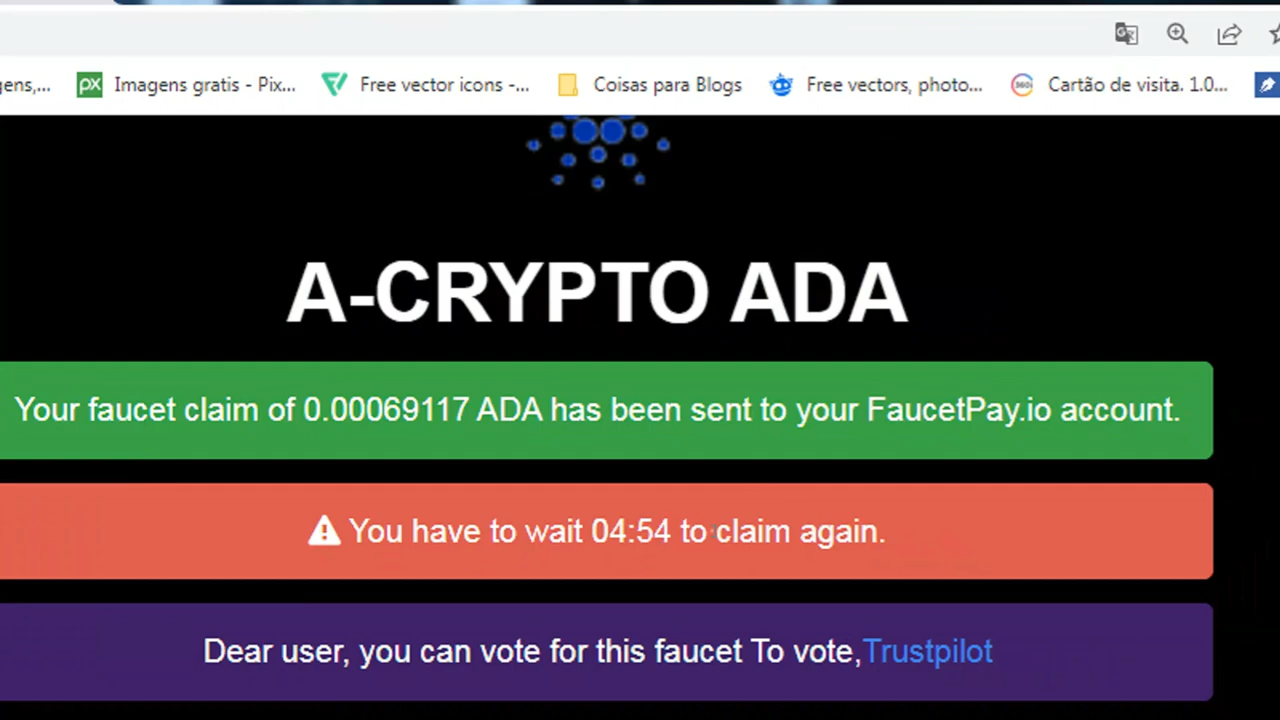 gens,... Imagens gratis - Pix... Free vector icons -... Coisas para Blogs Free vectors, photo... Cartão de visita. 1.0...
A-CRYPTO ADA
Your faucet claim of 0.00069117 ADA has been sent to your FaucetPay.io account.
You have to wait 04:54 to claim again.
Dear user, you can vote for this faucet To vote,Trustpilot